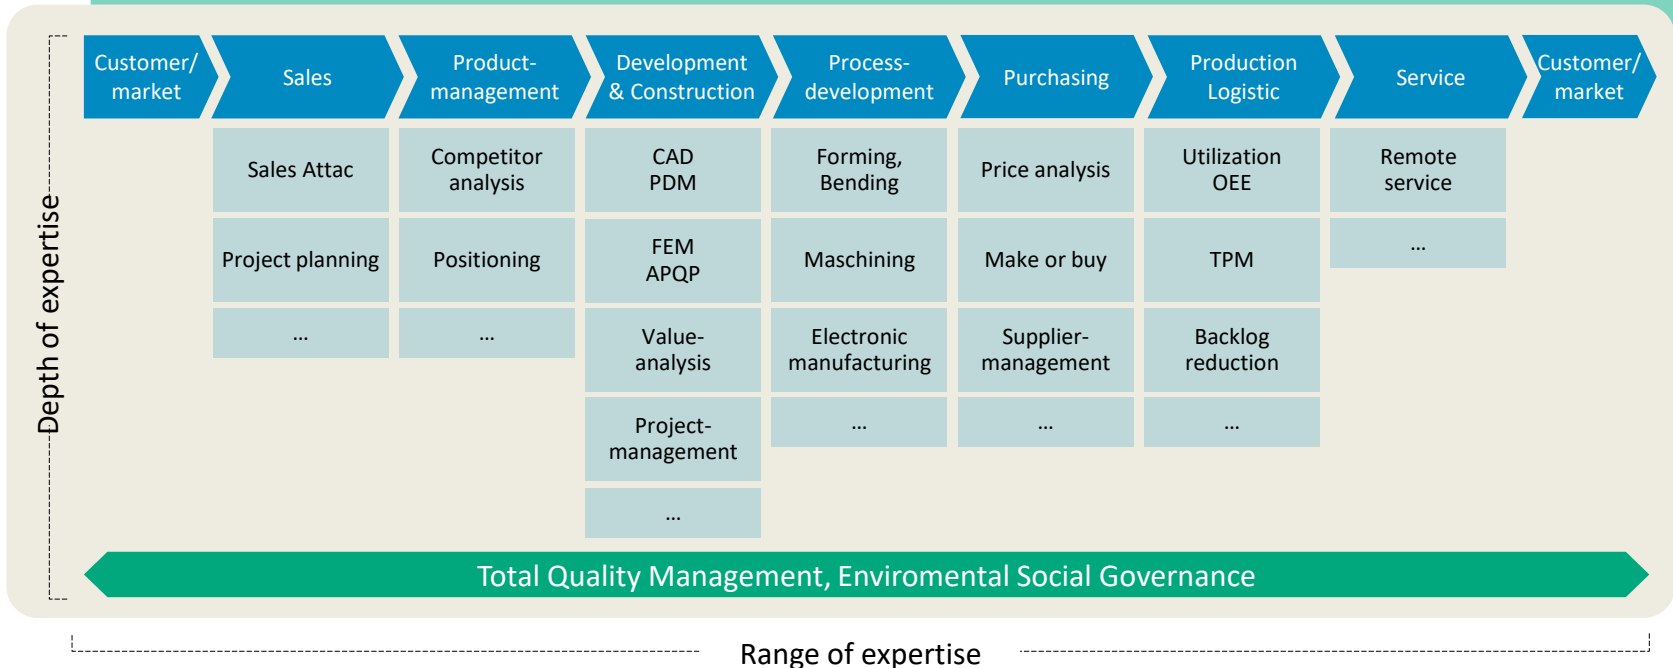 Customer/
market
Sales
Product-
management
Development
& Construction
Process-
development
Purchasing
Production
Logistic
Service
Customer/
market
Sales Attac
Competitor
analysis
CAD
PDM
Forming,
Bending
Price analysis
Utilization
OEE
Remote
service
Project planning
Positioning
FEM
APQP
Maschining
Make or buy
TPM
...
...
...
Value-
analysis
Electronic
manufacturing
Supplier-
management
Backlog
reduction
Project-
management
...
...
...
...
Depth of expertise
Total Quality Management, Enviromental Social Governance
Range of expertise